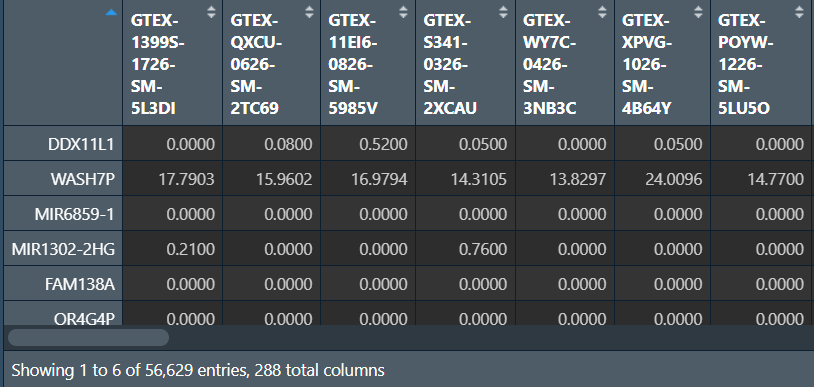 GTEX-1399S-1726-SM-5L3DI GTEX-QXCU-0626-SM-2TC69 GTEX-11EI6-0826-SM-5985V GTEX-S341-0326-SM-2XCAU GTEX-WY7C-0426-SM-3NB3C GTEX-XPVG-1026-SM-4B64Y GTEX-POYW-1226-SM-5LU5O
DDX11L1 0.0000 0.0800 0.5200 0.0500 0.0000 0.0500 0.0000
WASH7P 17.7903 15.9602 16.9794 14.3105 13.8297 24.0096 14.7700
MIR6859-1 0.0000 0.0000 0.0000 0.0000 0.0000 0.0000 0.0000
MIR1302-2HG 0.2100 0.0000 0.0000 0.7600 0.0000 0.0000 0.0000
FAM138A 0.0000 0.0000 0.0000 0.0000 0.0000 0.0000 0.0000
OR4G4P 0.0000 0.0000 0.0000 0.0000 0.0000 0.0000 0.0000
Showing 1 to 6 of 56,629 entries, 288 total columns